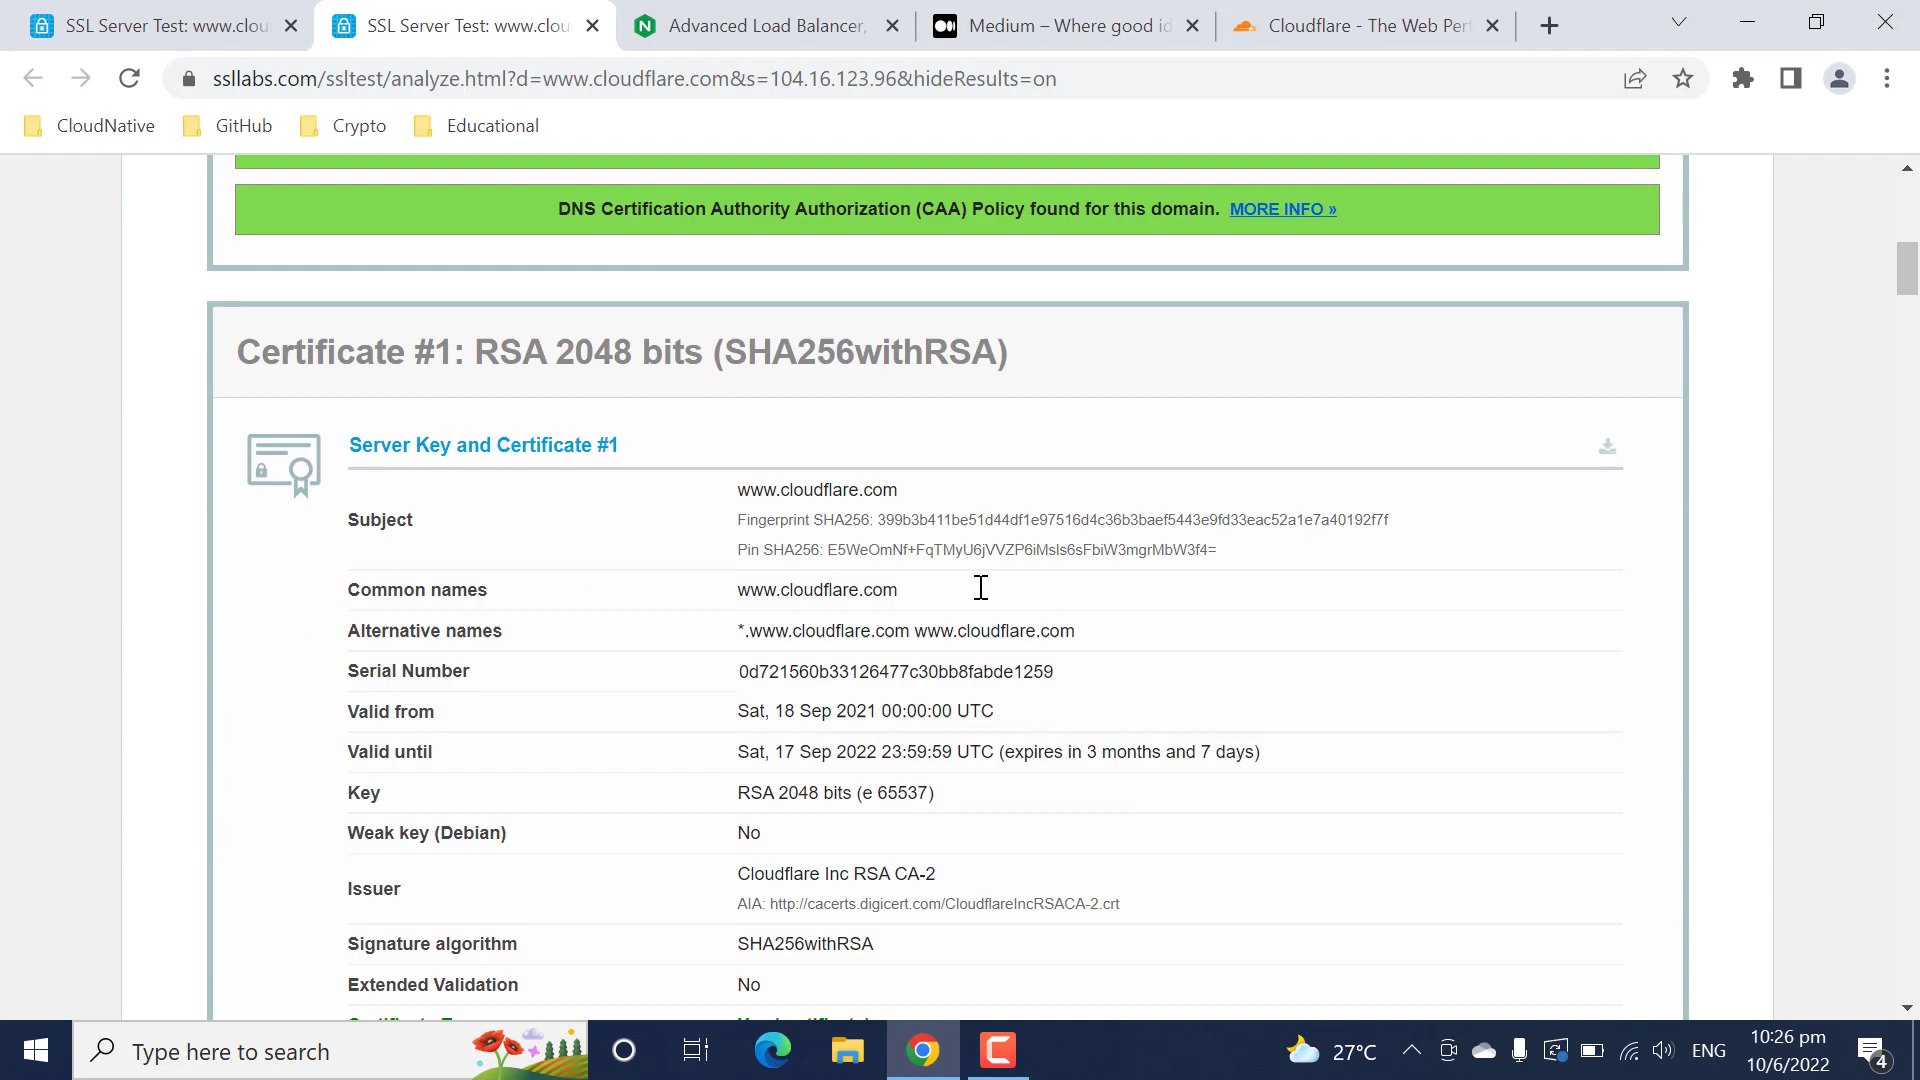 SSL Server Test: www.clou
SSL Server Test: www.clou
Advanced Load Balancer,
Medium – Where good id
Cloudflare - The Web Perf
ssllabs.com/ssltest/analyze.html?d=www.cloudflare.com&s=104.16.123.96&hideResults=on
CloudNative
GitHub
Crypto
Educational
DNS Certification Authority Authorization (CAA) Policy found for this domain. MORE INFO »
Certificate #1: RSA 2048 bits (SHA256withRSA)
Server Key and Certificate #1
Subject
www.cloudflare.com
Fingerprint SHA256: 399b3b411be51d44df1e97516d4c36b3baef5443e9fd33eac52a1e7a40192f7f
Pin SHA256: E5WeOmNf+FqTMyU6jVVZP6iMsls6sFbiW3mgrMbW3f4=
Common names www.cloudflare.com
Alternative names *.www.cloudflare.com www.cloudflare.com
Serial Number 0d721560b33126477c30bb8fabde1259
Valid from Sat, 18 Sep 2021 00:00:00 UTC
Valid until Sat, 17 Sep 2022 23:59:59 UTC (expires in 3 months and 7 days)
Key RSA 2048 bits (e 65537)
Weak key (Debian) No
Issuer
Cloudflare Inc RSA CA-2
AIA: http://cacerts.digicert.com/CloudflareIncRSACA-2.crt
Signature algorithm SHA256withRSA
Extended Validation No
Type here to search
27°C
ENG
10:26 pm
10/6/2022
4